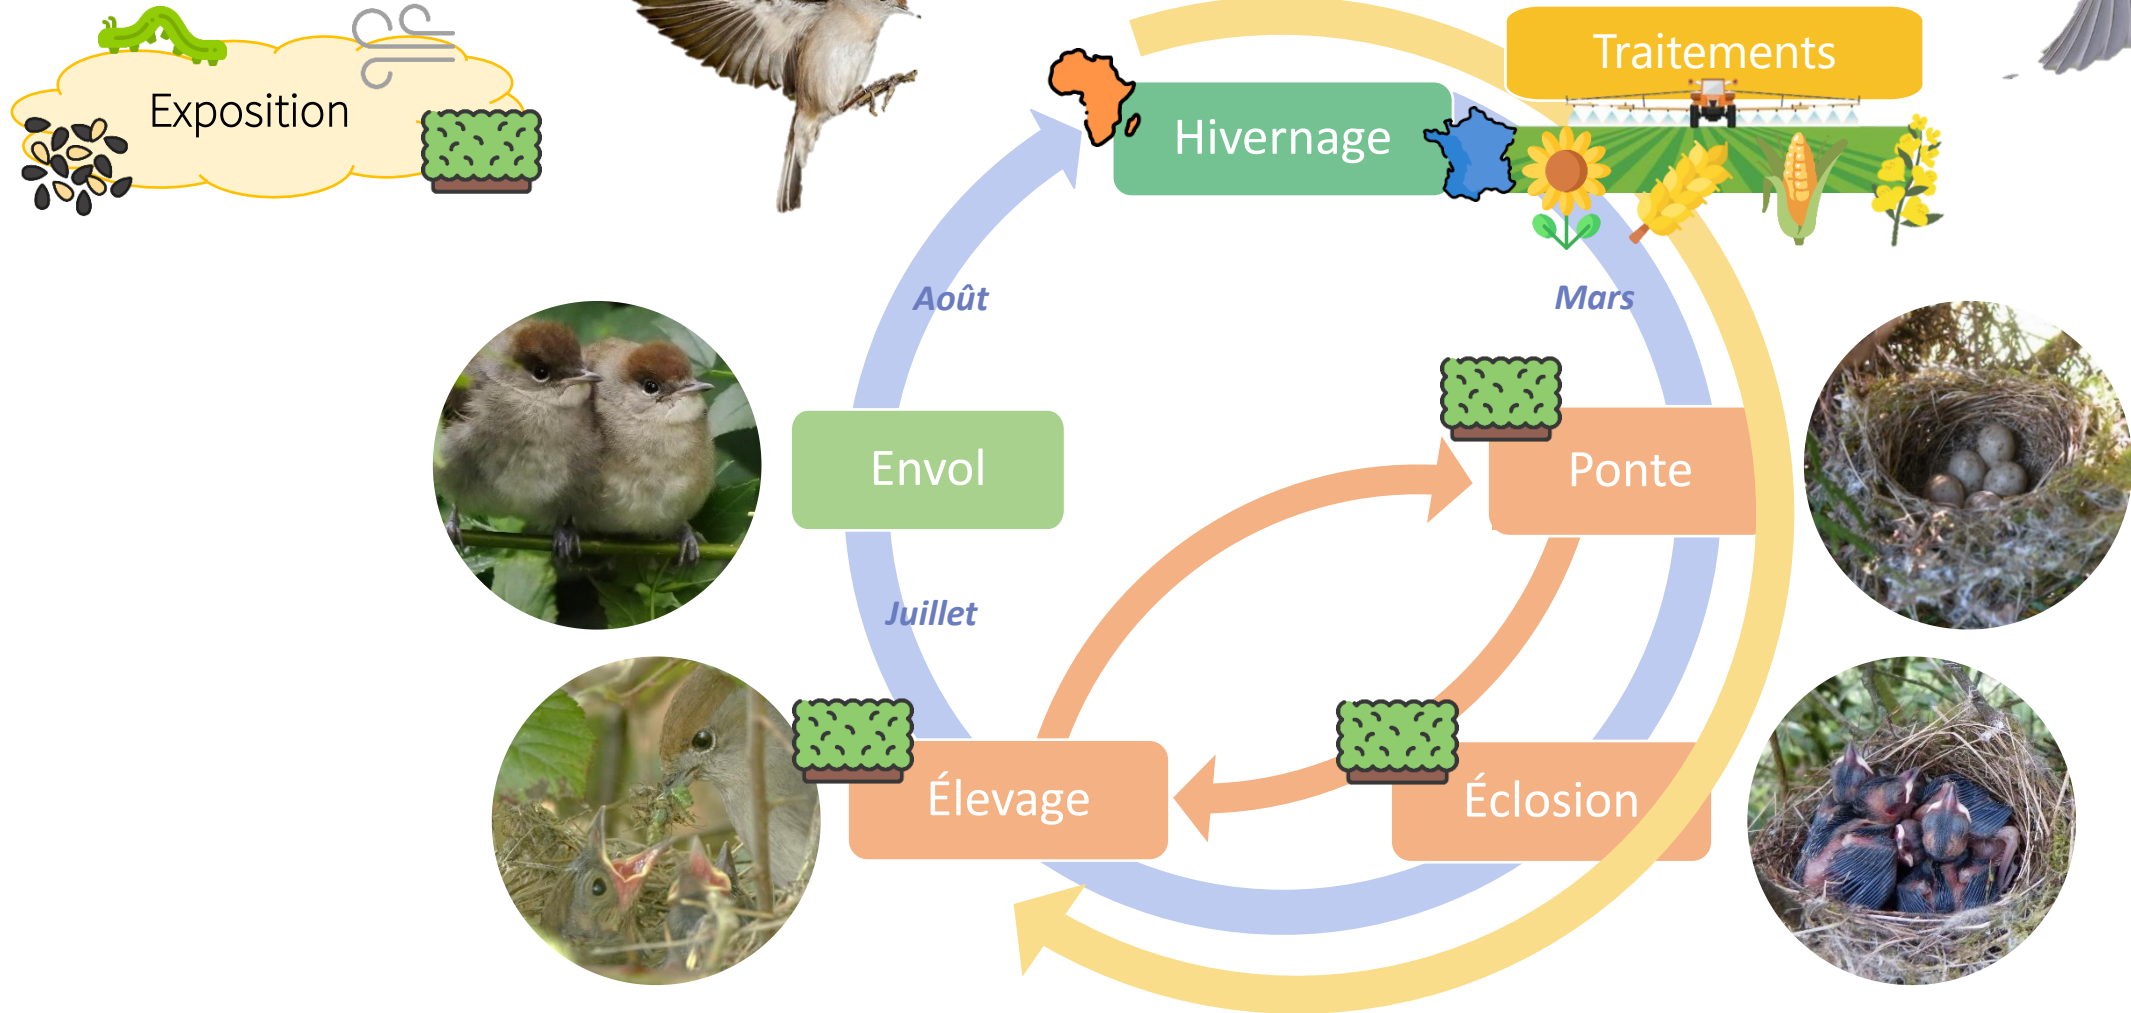 Traitements
Exposition
Hivernage
Août
Mars
Envol
Ponte
Juillet
Élevage
Éclosion